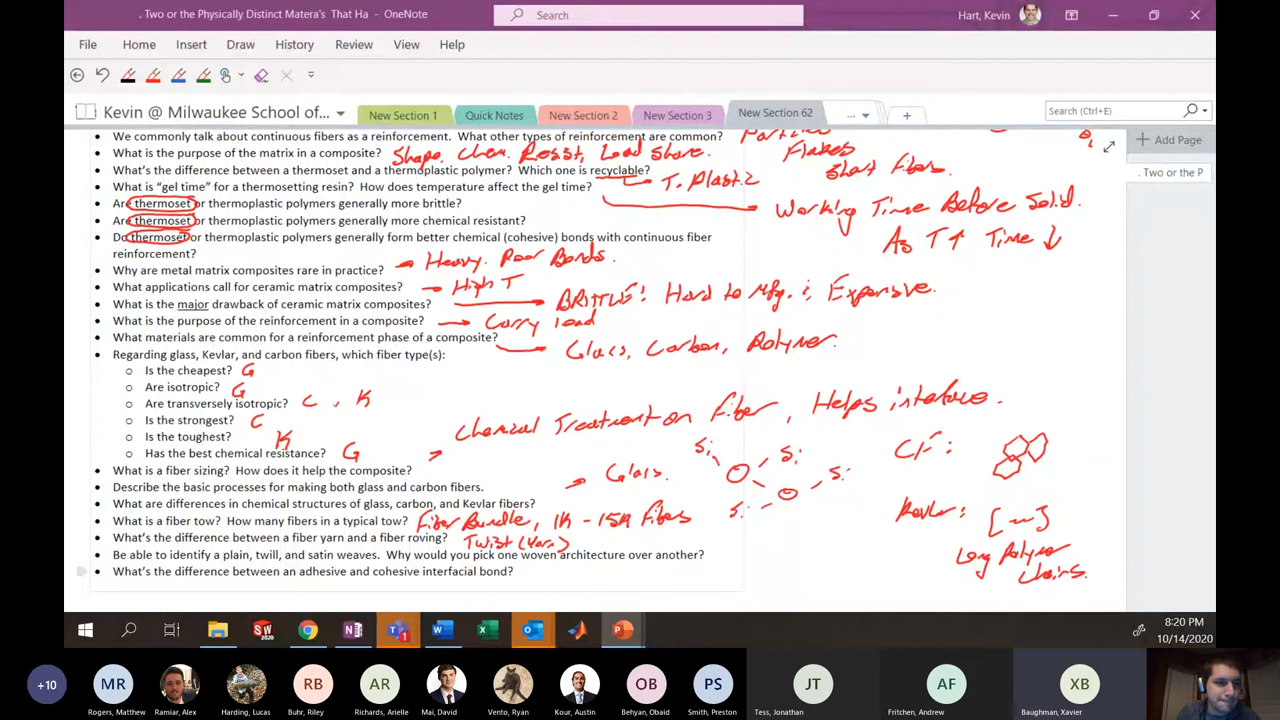 . Two or the Physically Distinct Matera's That Ha - OneNote
Search
Hart, Kevin
File Home Insert Draw History Review View Help
Kevin @ Milwaukee School of...
New Section 1
Quick Notes
New Section 2
New Section 3
New Section 62
...
Search (Ctrl+E)
Add Page
. Two or the P
We commonly talk about continuous fibers as a reinforcement. What other types of reinforcement are common?
Flakes
Short Fibers.
What is the purpose of the matrix in a composite? Shape, Chem. Resist, Load Share.
What's the difference between a thermoset and a thermoplastic polymer? Which one is recyclable? T. Plastic
What is "gel time" for a thermosetting resin? How does temperature affect the gel time?
Working Time Before Solid.
As T↑ Time ↓
Are thermoset or thermoplastic polymers generally more brittle?
Are thermoset or thermoplastic polymers generally more chemical resistant?
Do thermoset or thermoplastic polymers generally form better chemical (cohesive) bonds with continuous fiber
reinforcement?
Why are metal matrix composites rare in practice? Heavy. Poor Bonds.
What applications call for ceramic matrix composites? High T
What is the major drawback of ceramic matrix composites? BRITTLE! Hard to Mfg. & Expensive.
What is the purpose of the reinforcement in a composite? Carry load
What materials are common for a reinforcement phase of a composite? Glass, Carbon, Polymer.
Regarding glass, Kevlar, and carbon fibers, which fiber type(s):
Is the cheapest? G
Are isotropic? G
Are transversely isotropic? C , K
Is the strongest? C
Is the toughest? K
Has the best chemical resistance? G
What is a fiber sizing? How does it help the composite? Chemical Treatment on Fiber, Helps interface.
Describe the basic processes for making both glass and carbon fibers.
What are differences in chemical structures of glass, carbon, and Kevlar fibers? Glass.
Si Si Si Si
CF:
Kevlar:
Long Polymer
Chains.
What is a fiber tow? How many fibers in a typical tow? Fiber Bundle, 1K - 15K Fibers
What's the difference between a fiber yarn and a fiber roving? Twist (Yarn)
Be able to identify a plain, twill, and satin weaves. Why would you pick one woven architecture over another?
What's the difference between an adhesive and cohesive interfacial bond?
8:20 PM
10/14/2020
+10
MR
RB
AR
OB
PS
JT
AF
XB
Rogers, Matthew
Ramiar, Alex
Harding, Lucas
Buhr, Riley
Richards, Arielle
Mai, David
Vento, Ryan
Kour, Austin
Behyan, Obaid
Smith, Preston
Tess, Jonathan
Fritchen, Andrew
Baughman, Xavier